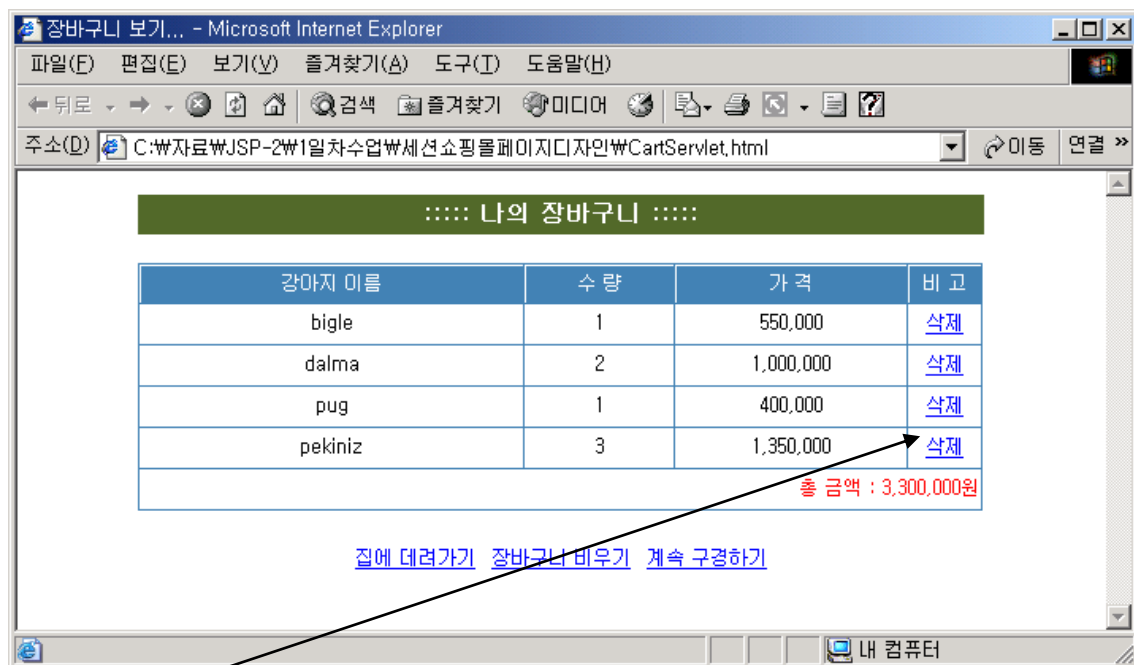 장바구니 보기... - Microsoft Internet Explorer
파일(F) 편집(E) 보기(V) 즐겨찾기(A) 도구(T) 도움말(H)
뒤로 검색 즐겨찾기 미디어
주소(D) C:\자료\JSP-2\1일차수업\세션쇼핑몰페이지디자인\CartServlet.html 이동 연결 »
::::: 나의 장바구니 :::::
강아지 이름 수 량 가 격 비 고
bigle 1 550,000 삭제
dalma 2 1,000,000 삭제
pug 1 400,000 삭제
pekiniz 3 1,350,000 삭제
총 금액 : 3,300,000원
집에 데려가기 장바구니 비우기 계속 구경하기
내 컴퓨터